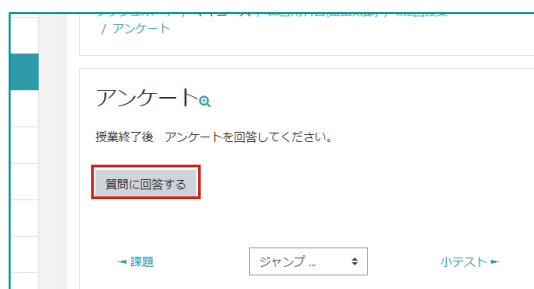 / アンケート
アンケート
授業終了後　アンケートを回答してください。
質問に回答する
◄ 課題
ジャンプ ...
小テスト ►